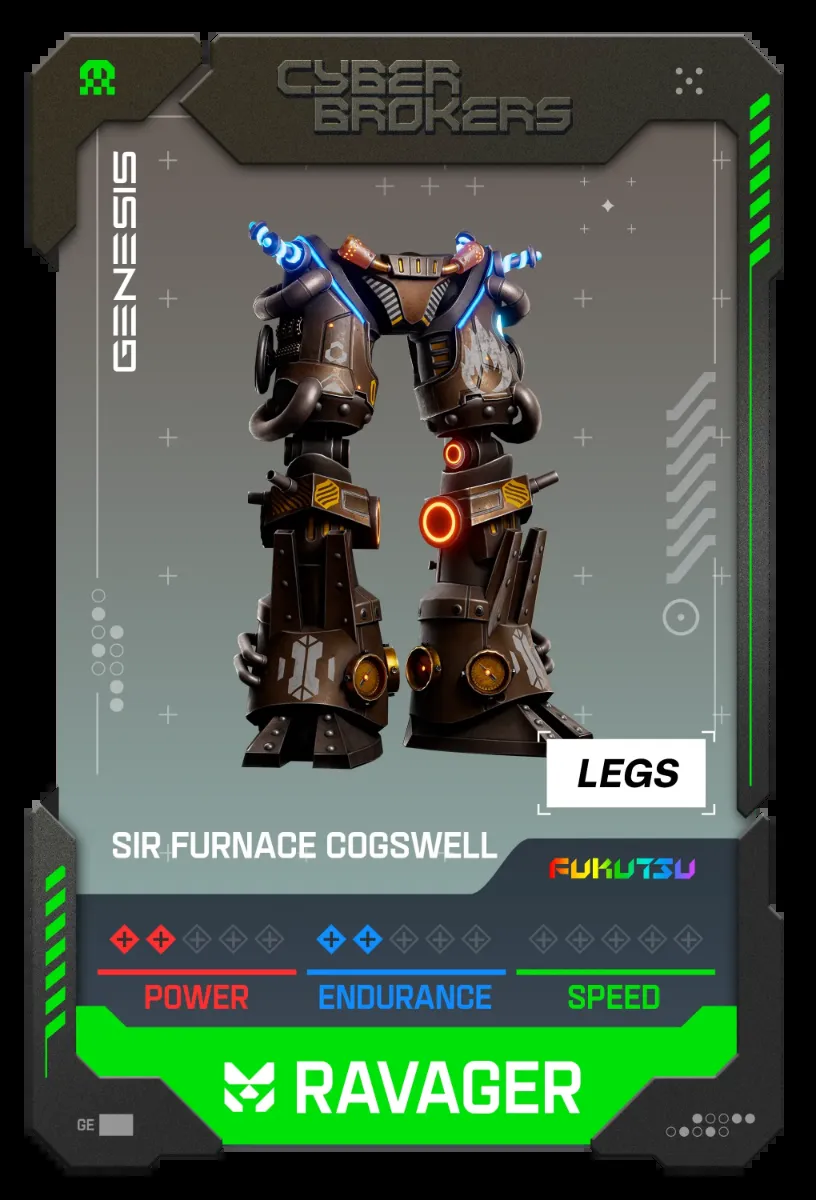 CYBER
BROKERS
GENESIS
LEGS
SIR FURNACE COGSWELL
FUKUTSU
POWER
ENDURANCE
SPEED
RAVAGER
GE